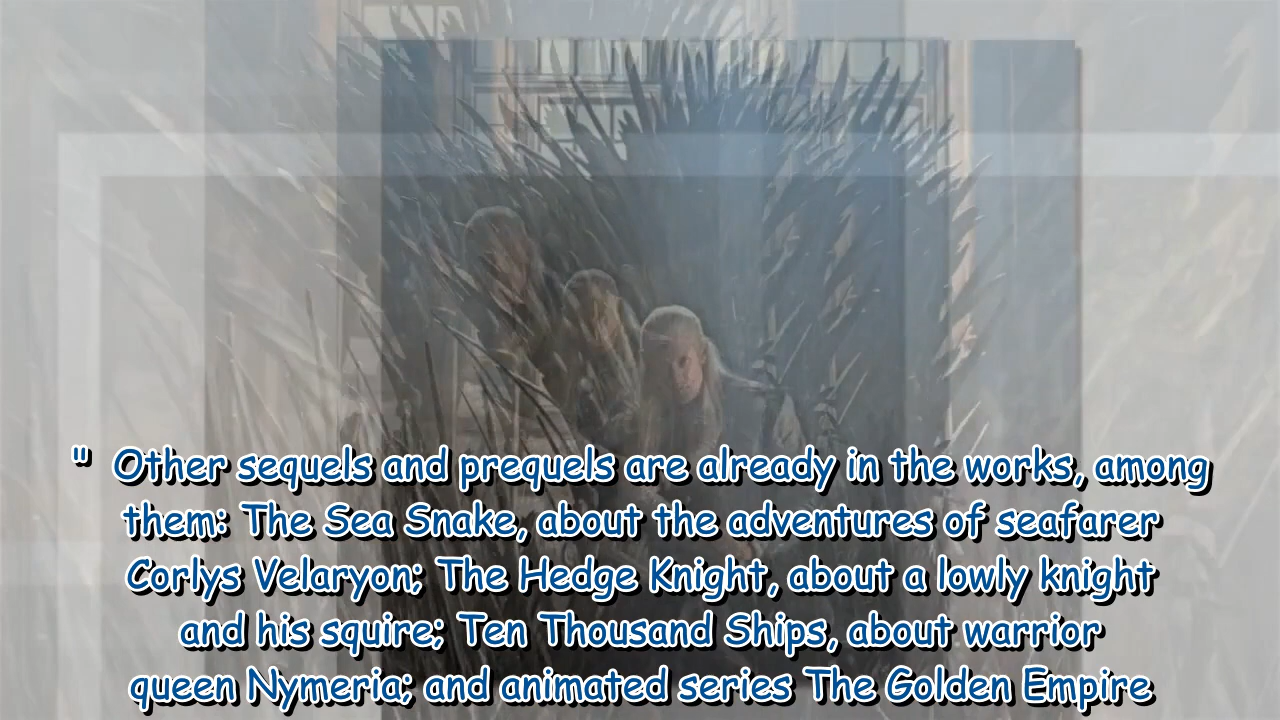 " Other sequels and prequels are already in the works, among
them: The Sea Snake, about the adventures of seafarer
Corlys Velaryon; The Hedge Knight, about a lowly knight
and his squire; Ten Thousand Ships, about warrior
queen Nymeria; and animated series The Golden Empire